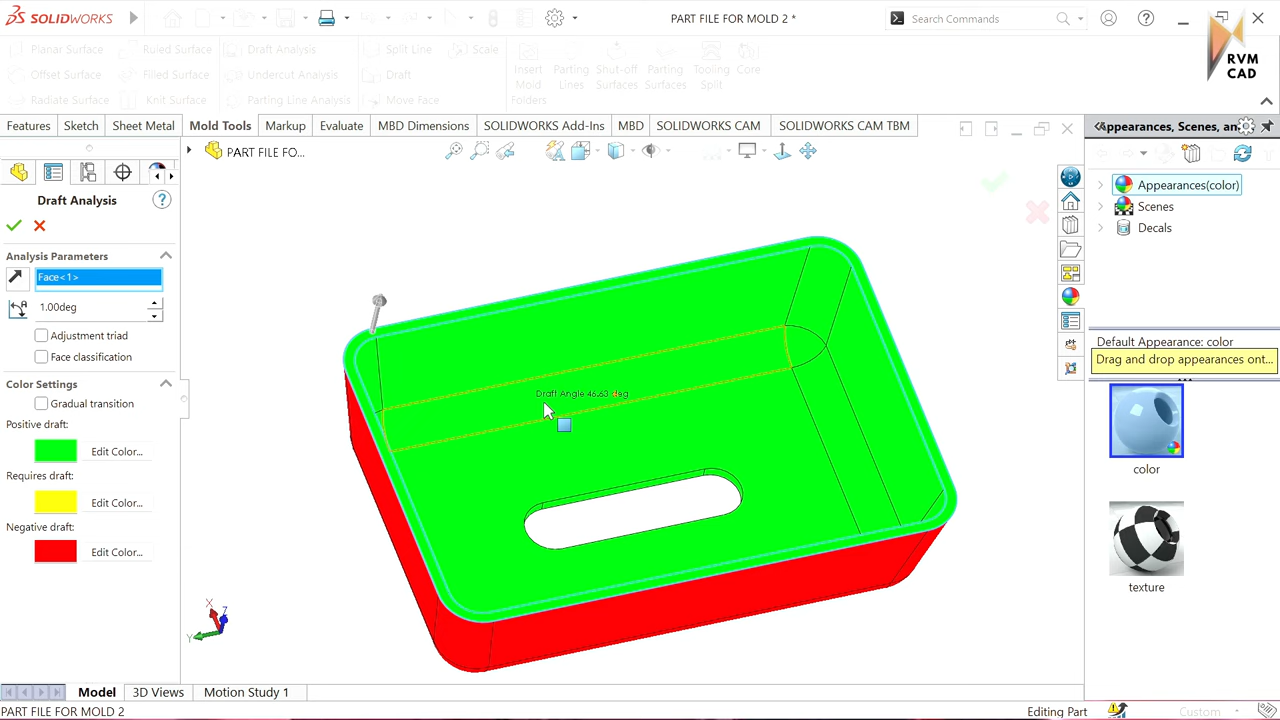 SOLIDWORKS
PART FILE FOR MOLD 2 *
Search Commands
RVM
CAD
Planar Surface
Ruled Surface
Draft Analysis
Split Line
Scale
Offset Surface
Filled Surface
Undercut Analysis
Draft
Radiate Surface
Knit Surface
Parting Line Analysis
Move Face
Insert
Mold
Folders
Parting
Lines
Shut-off
Surfaces
Parting
Surfaces
Tooling
Split
Core
Features
Sketch
Sheet Metal
Mold Tools
Markup
Evaluate
MBD Dimensions
SOLIDWORKS Add-Ins
MBD
SOLIDWORKS CAM
SOLIDWORKS CAM TBM
PART FILE FO...
Draft Analysis
Analysis Parameters
Face<1>
1.00deg
Adjustment triad
Face classification
Color Settings
Gradual transition
Positive draft:
Edit Color...
Requires draft:
Edit Color...
Negative draft:
Edit Color...
Draft Angle 46.63 deg
X
Z
Y
Appearances, Scenes, an
Appearances(color)
Scenes
Decals
Default Appearance: color
Drag and drop appearances ont...
color
texture
Model
3D Views
Motion Study 1
PART FILE FOR MOLD 2
Editing Part
Custom